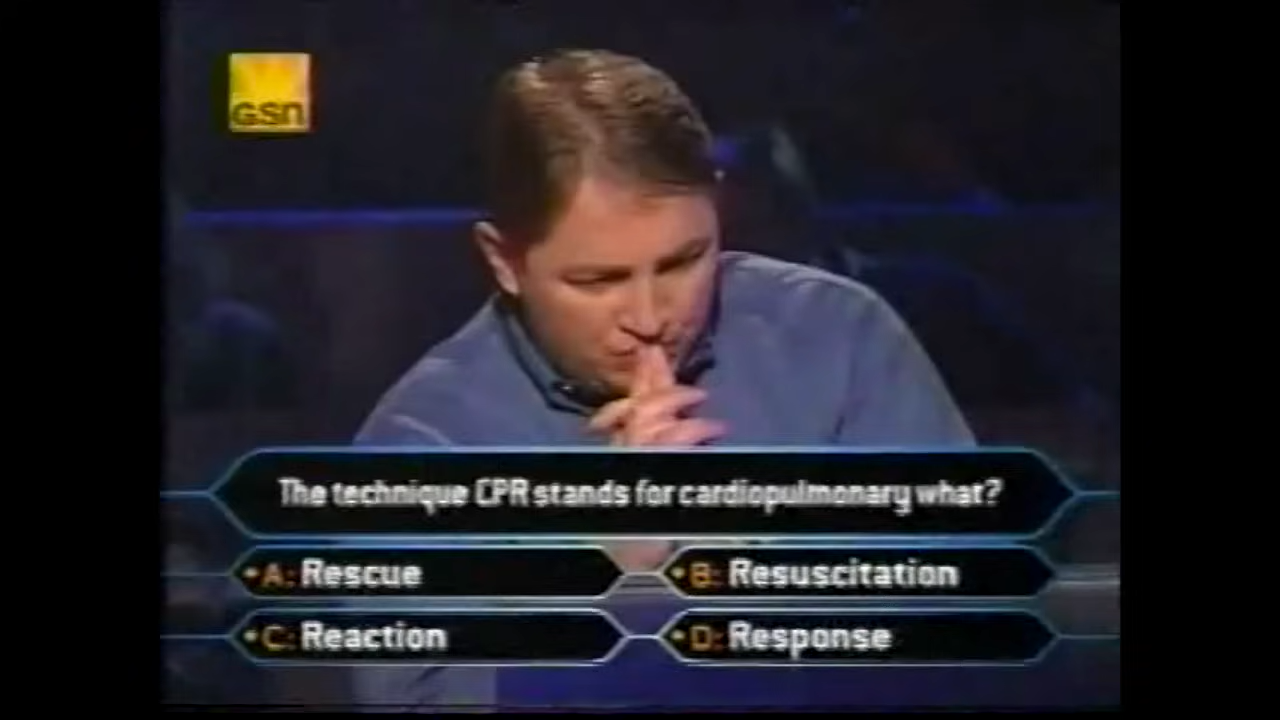 GSN
The technique CPR stands for cardiopulmonary what?
A: Rescue
B: Resuscitation
C: Reaction
D: Response